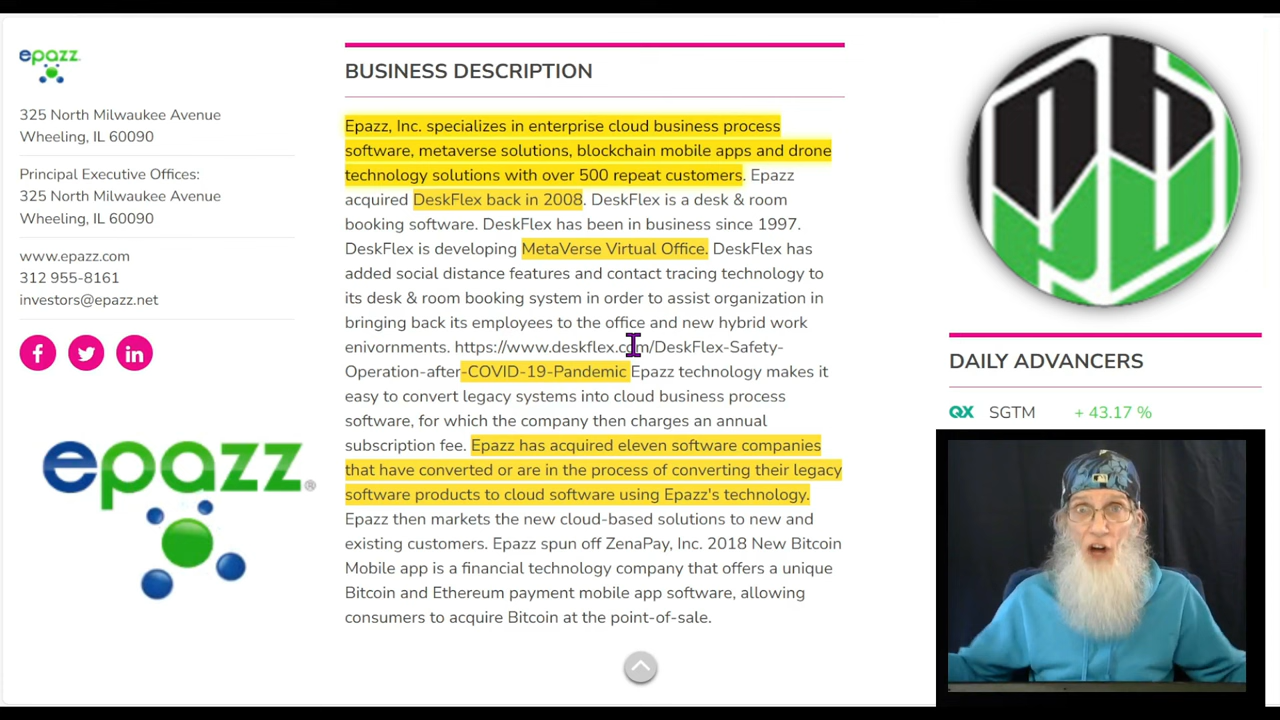 epazz
325 North Milwaukee Avenue
Wheeling, IL 60090
Principal Executive Offices:
325 North Milwaukee Avenue
Wheeling, IL 60090
www.epazz.com
312 955-8161
investors@epazz.net
epazz®
BUSINESS DESCRIPTION
Epazz, Inc. specializes in enterprise cloud business process
software, metaverse solutions, blockchain mobile apps and drone
technology solutions with over 500 repeat customers. Epazz
acquired DeskFlex back in 2008. DeskFlex is a desk & room
booking software. DeskFlex has been in business since 1997.
DeskFlex is developing MetaVerse Virtual Office. DeskFlex has
added social distance features and contact tracing technology to
its desk & room booking system in order to assist organization in
bringing back its employees to the office and new hybrid work
enivornments. https://www.deskflex.com/DeskFlex-Safety-
Operation-after-COVID-19-Pandemic Epazz technology makes it
easy to convert legacy systems into cloud business process
software, for which the company then charges an annual
subscription fee. Epazz has acquired eleven software companies
that have converted or are in the process of converting their legacy
software products to cloud software using Epazz's technology.
Epazz then markets the new cloud-based solutions to new and
existing customers. Epazz spun off ZenaPay, Inc. 2018 New Bitcoin
Mobile app is a financial technology company that offers a unique
Bitcoin and Ethereum payment mobile app software, allowing
consumers to acquire Bitcoin at the point-of-sale.
DAILY ADVANCERS
QX SGTM + 43.17 %